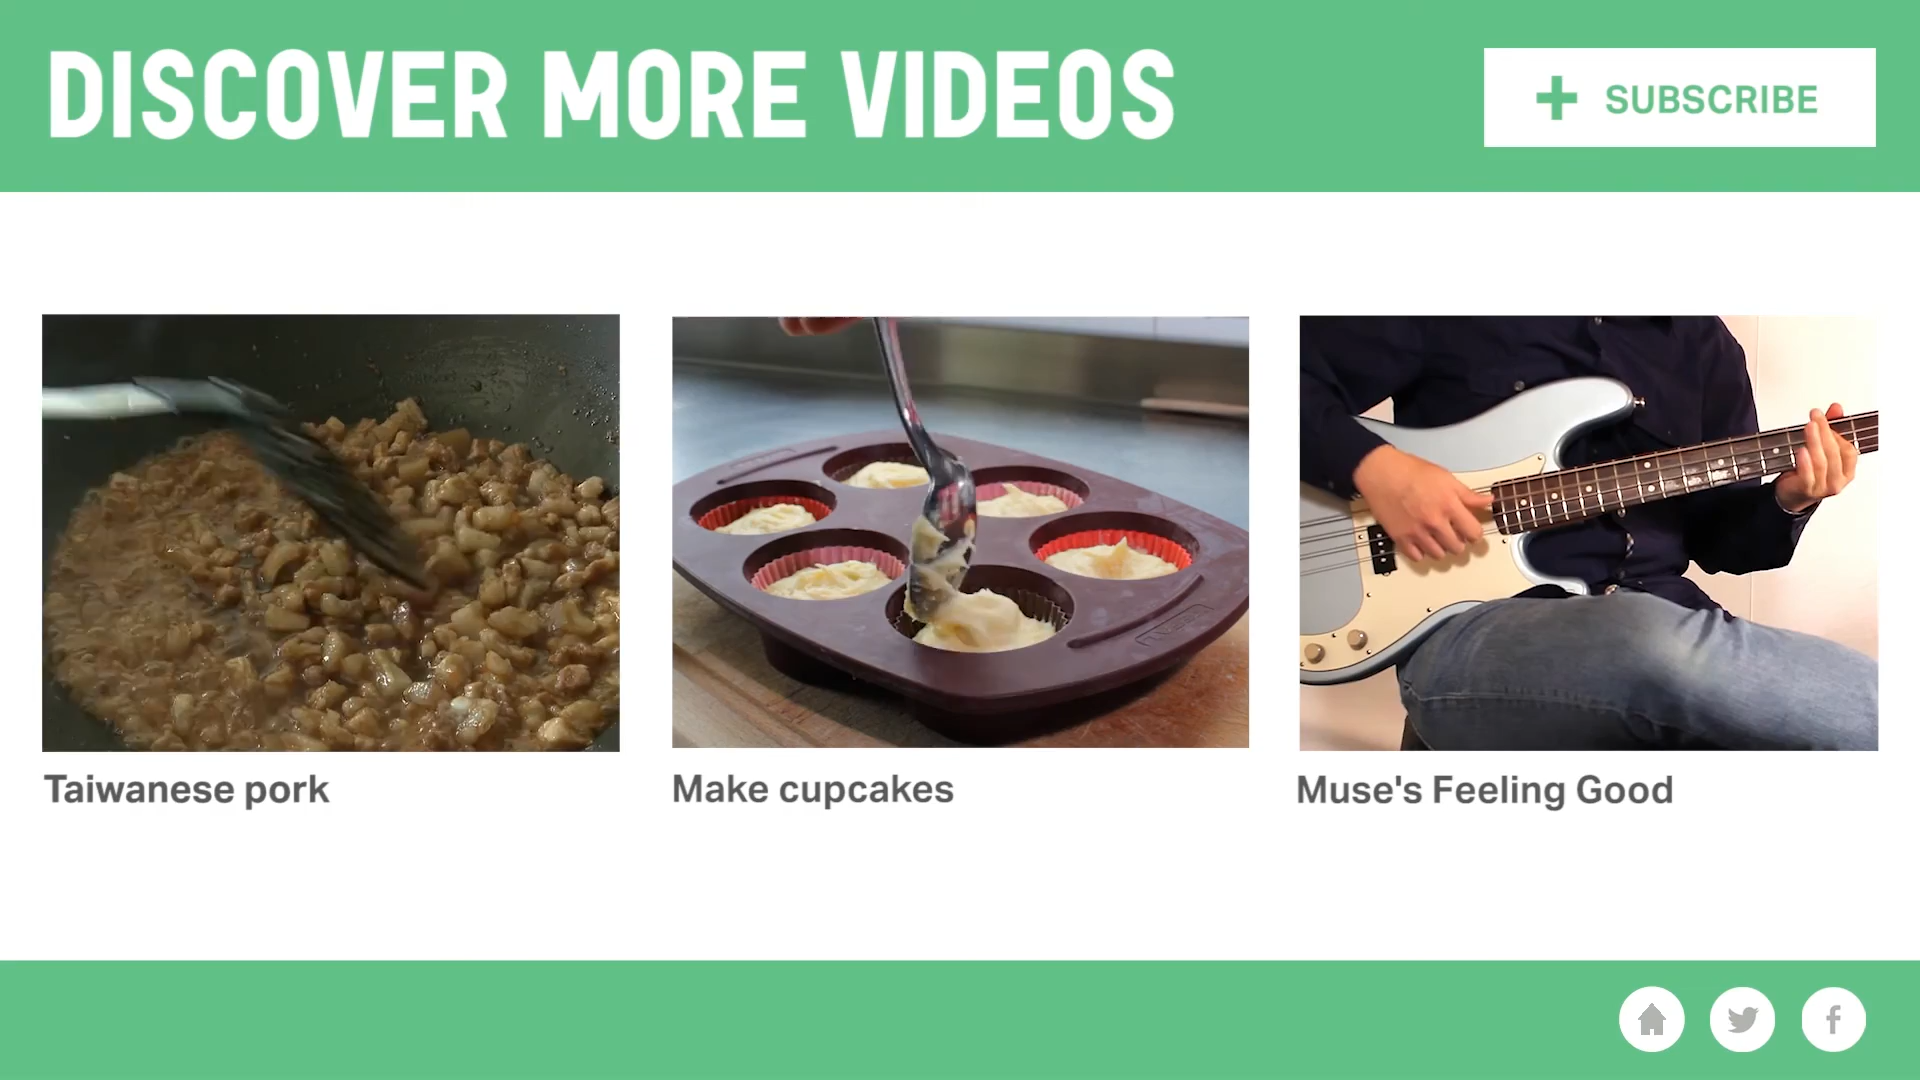 DISCOVER MORE VIDEOS
SUBSCRIBE
Taiwanese pork
Make cupcakes
Muse's Feeling Good